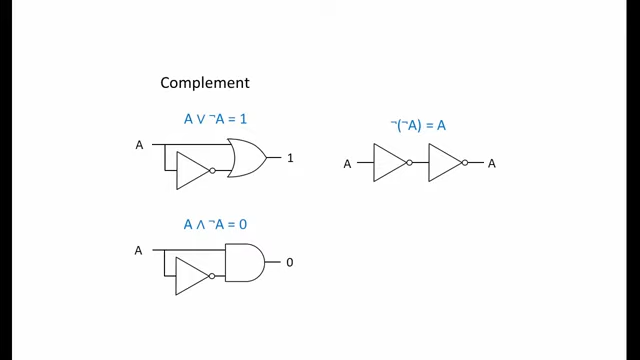 Complement
A ∨ ¬A = 1
A
1
¬(¬A) = A
A
A
A ∧ ¬A = 0
A
0